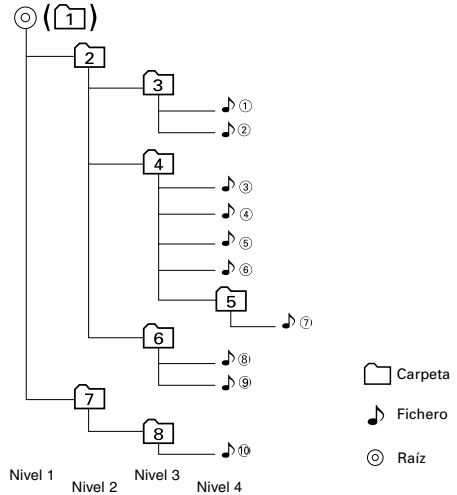 (1)
2
3
①
②
4
③
④
⑤
⑥
5
⑦
6
⑧
⑨
7
8
⑩
Carpeta
Fichero
Raíz
Nivel 1
Nivel 2
Nivel 3
Nivel 4